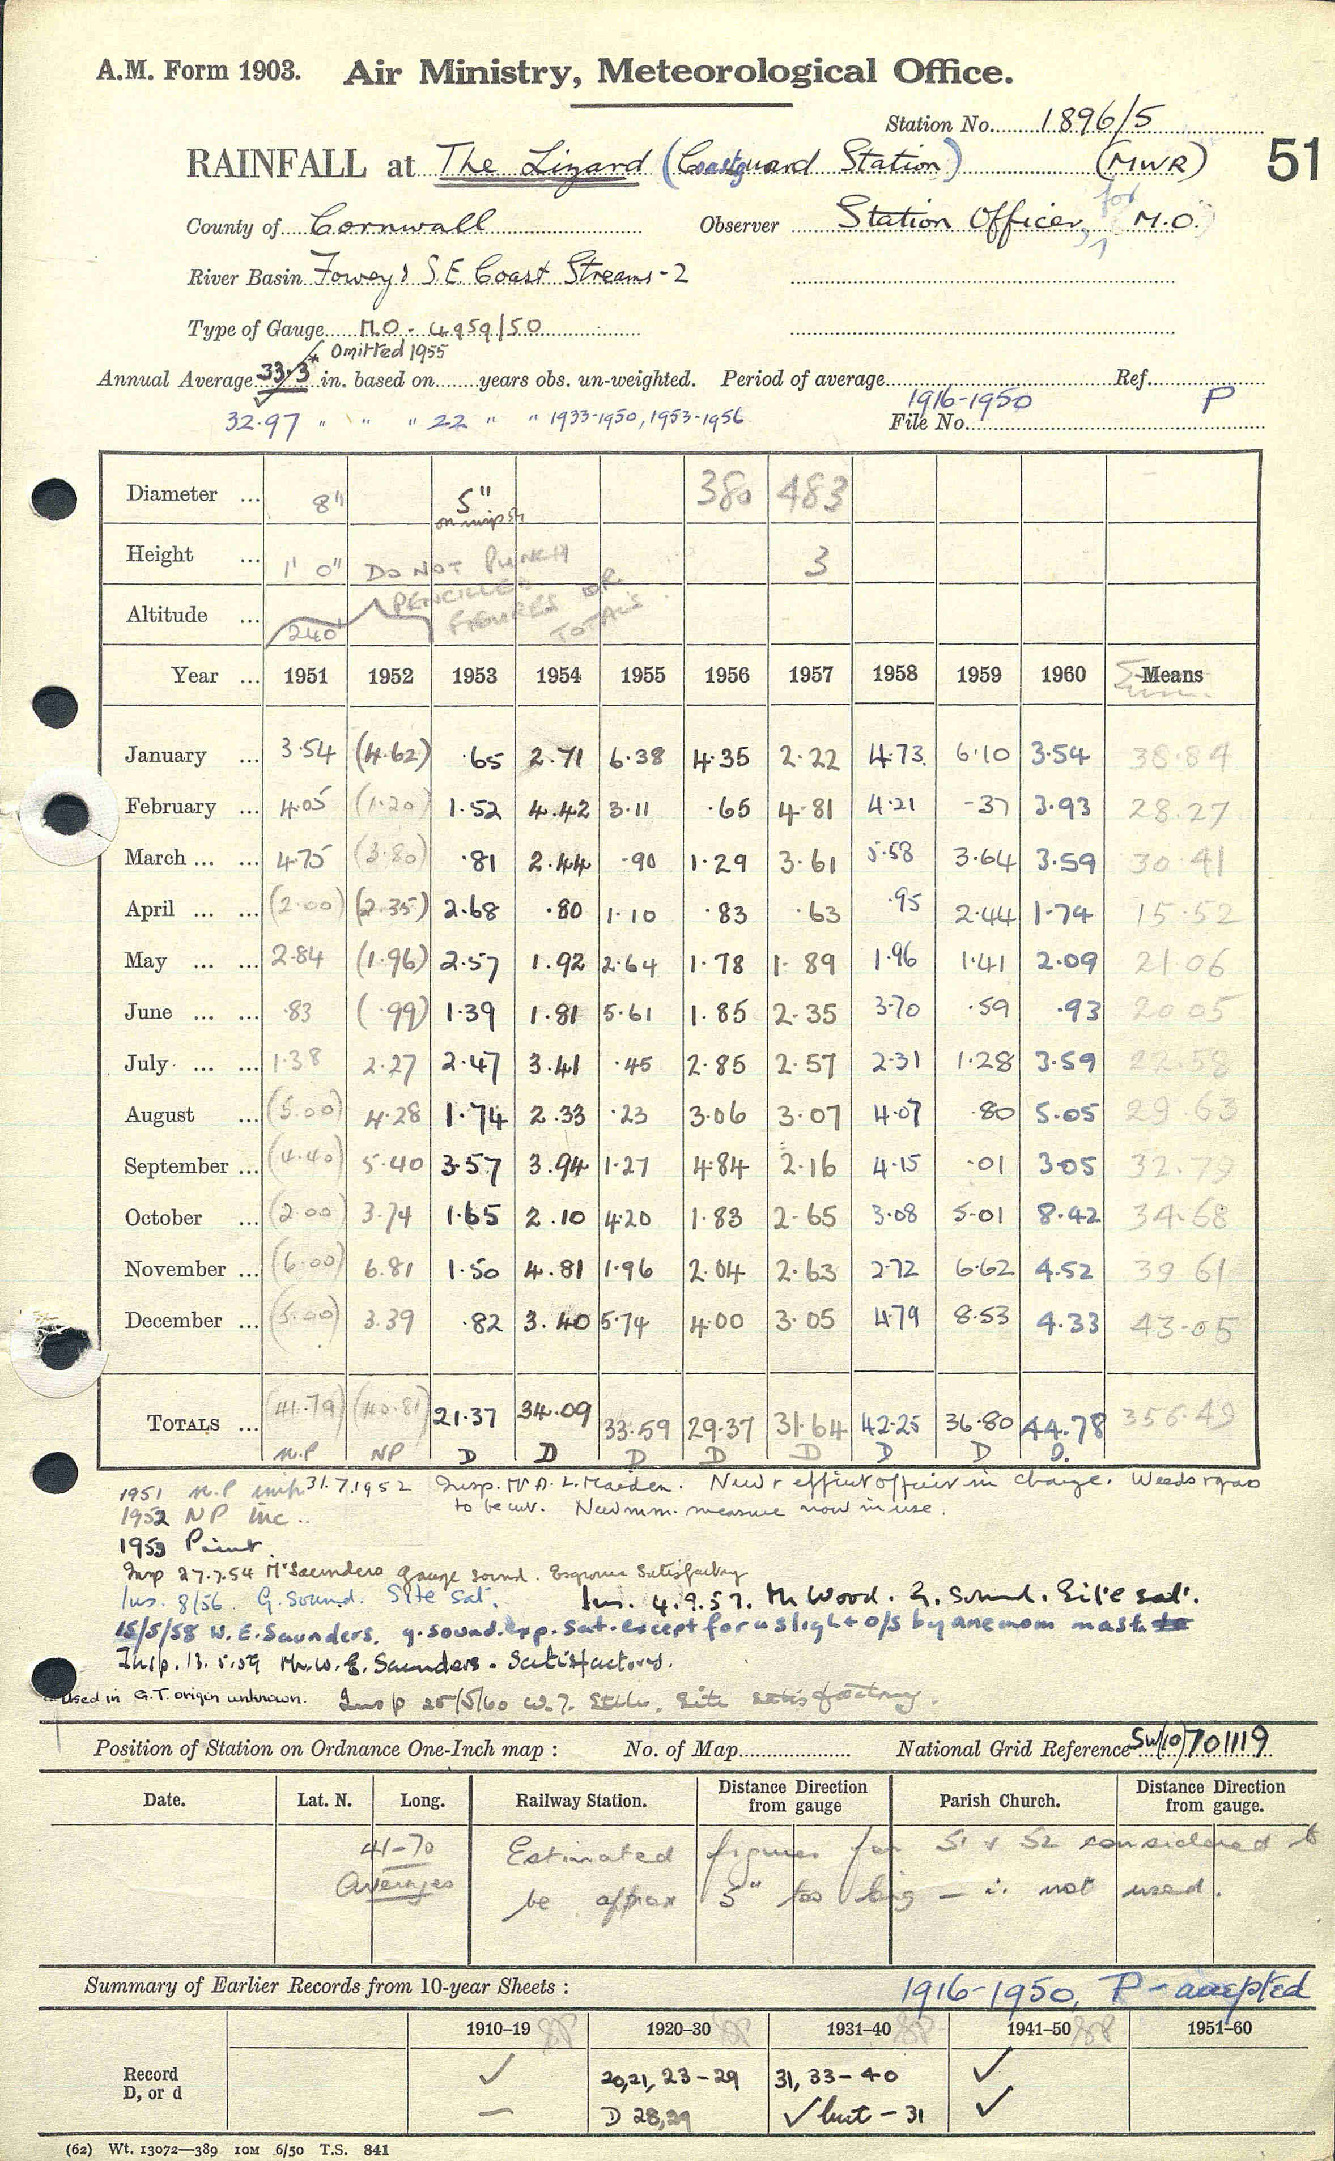 A.M. Form 1903. Air Ministry, Meteorological Office.
Station No. 1896/5
RAINFALL at The Lizard (Coastguard Station) (MWR) 51
County of Cornwall Observer Station Officer, for M.O.
River Basin Fowey & S.E. Coast Streams-2
Type of Gauge M.O. 4959/50
Omitted 1955
Annual Average 33.3* in. based on years obs. un-weighted. Period of average 1916-1950 Ref. P
32.97 " " " 22 " " 1933-1950, 1953-1956 File No.
Diameter ... 8" 5" 380 483
Height ... 1' 0" DO NOT PUNCH 3
PENCILLED
FIGURES OR
TOTALS
Altitude ... 240'
Year ... 1951 1952 1953 1954 1955 1956 1957 1958 1959 1960 Means
January ... 3.54 (4.62) .65 2.71 6.38 4.35 2.22 4.73 6.10 3.54 38.84
February ... 4.05 (1.20) 1.52 4.42 3.11 .65 4.81 4.21 .37 3.93 28.27
March ... ... 4.75 (3.80) .81 2.44 .90 1.29 3.61 5.58 3.64 3.59 30.41
April ... ... (2.00) (2.35) 2.68 .80 1.10 .83 .63 .95 2.44 1.74 15.52
May ... ... 2.84 (1.96) 2.57 1.92 2.64 1.78 1.89 1.96 1.41 2.09 21.06
June ... ... .83 (.99) 1.39 1.81 5.61 1.85 2.35 3.70 .59 .93 20.05
July ... ... 1.38 2.27 2.47 3.41 .45 2.85 2.57 2.31 1.28 3.59 22.58
August ... (5.00) 4.28 1.74 2.33 .23 3.06 3.07 4.07 .80 5.05 29.63
September ... (4.40) 5.40 3.57 3.94 1.27 4.84 2.16 4.15 .01 3.05 32.79
October ... (2.00) 3.74 1.65 2.10 4.20 1.83 2.65 3.08 5.01 8.42 34.68
November ... (6.00) 6.81 1.50 4.81 1.96 2.04 2.63 2.72 6.62 4.52 39.61
December ... (5.00) 3.39 .82 3.40 5.74 4.00 3.05 4.79 8.53 4.33 43.05
TOTALS ... (41.79) (40.81) 21.37 34.09 33.59 29.37 31.64 42.25 36.80 44.78 356.49
N.P NP D D D D D D D D.
1951 N.P 31.7.1952 Insp. Mr A. L. Maiden. New & efficient officer in charge. Weeds & grass
1952 NP inc. to be cut. New mm. measure now in use.
1953 Print
Insp 27.7.54 Mr Saunders gauge sound. Exposure Satisfactory
Ins. 8/56. G. Sound. Site sat. Ins. 4.9.57. Mr Wood. G. Sound. Site sat.
15/5/58 W. E. Saunders. g. sound. exp. sat. except for a slight o/s by anemom mast
Insp. 13.5.59 Mr. W. E. Saunders. Satisfactory.
* Used in G.T. origin unknown. Insp 25/5/60 Site satisfactory.
Position of Station on Ordnance One-Inch map : No. of Map National Grid Reference SW(10)701119
Date. Lat. N. Long. Railway Station. Distance Direction from gauge Parish Church. Distance Direction from gauge.
41-70 Estimated figures for 51 & 52 considered to
Averages be approx 5" too big — ∴ not used.
Summary of Earlier Records from 10-year Sheets : 1916-1950, P - accepted
1910–19 1920–30 1931–40 1941–50 1951–60
Record ✓ 20,21, 23-29 31, 33-40 ✓
D, or d — D 28,29 ✓ but - 31 ✓
(62) Wt. 13072—389 10M 6/50 T.S. 841